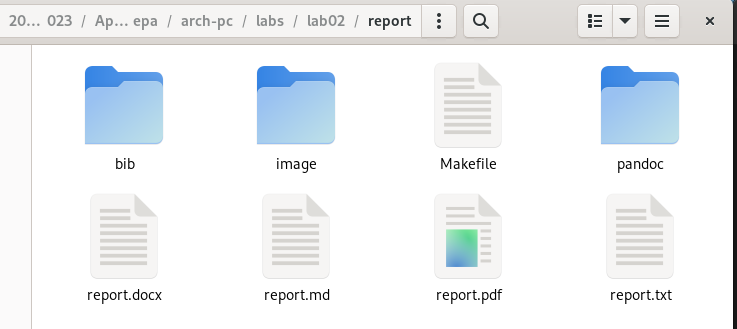 20... 023 / Ap... epa / arch-pc / labs / lab02 / report
bib image Makefile pandoc
report.docx report.md report.pdf report.txt